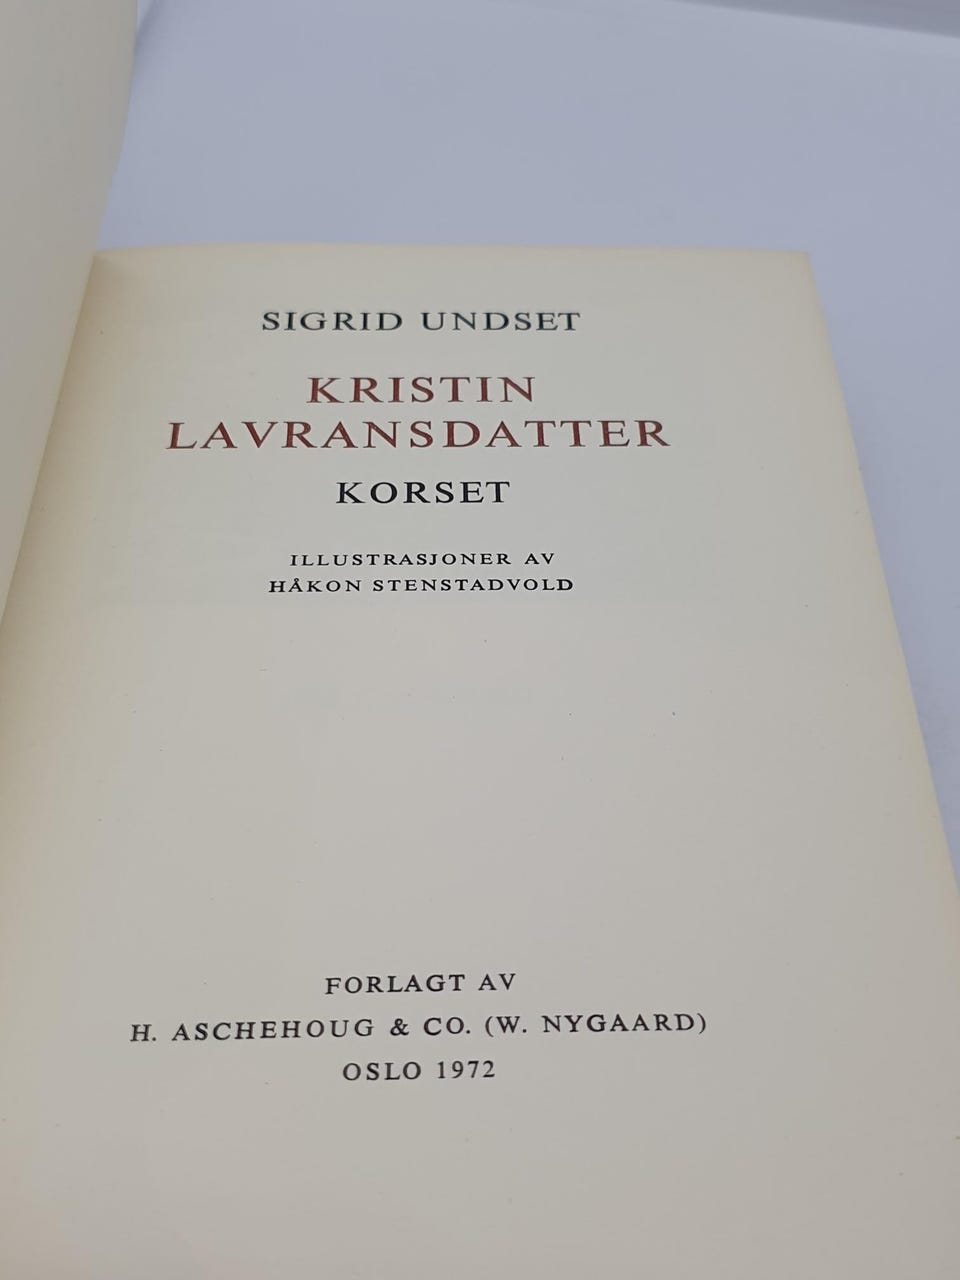 SIGRID UNDSET
KRISTIN
LAVRANSDATTER
KORSET
ILLUSTRASJONER AV
HÅKON STENSTADVOLD
FORLAGT AV
H. ASCHEHOUG & CO. (W. NYGAARD)
OSLO 1972